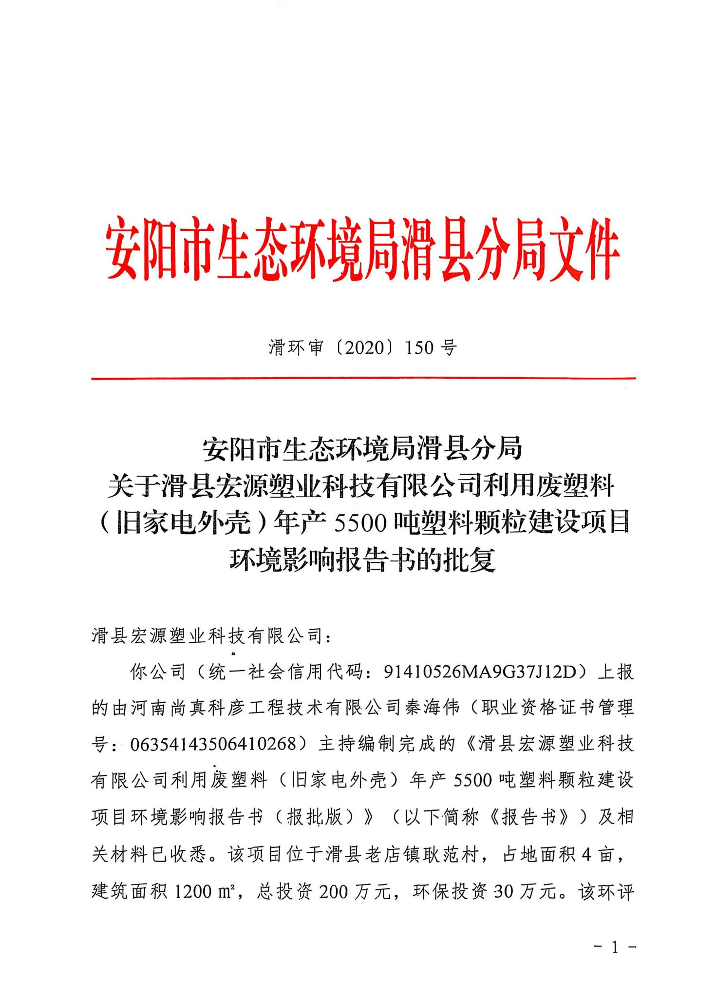 安阳市生态环境局滑县分局文件
滑环审〔2020〕150号
安阳市生态环境局滑县分局
关于滑县宏源塑业科技有限公司利用废塑料
（旧家电外壳）年产 5500 吨塑料颗粒建设项目
环境影响报告书的批复
滑县宏源塑业科技有限公司：
你公司（统一社会信用代码：91410526MA9G37J12D）上报
的由河南尚真科彦工程技术有限公司秦海伟（职业资格证书管理
号：06354143506410268）主持编制完成的《滑县宏源塑业科技
有限公司利用废塑料（旧家电外壳）年产 5500 吨塑料颗粒建设
项目环境影响报告书（报批版）》（以下简称《报告书》）及相
关材料已收悉。该项目位于滑县老店镇耿范村，占地面积 4 亩，
建筑面积 1200 ㎡，总投资 200 万元，环保投资 30 万元。该环评
- 1 -